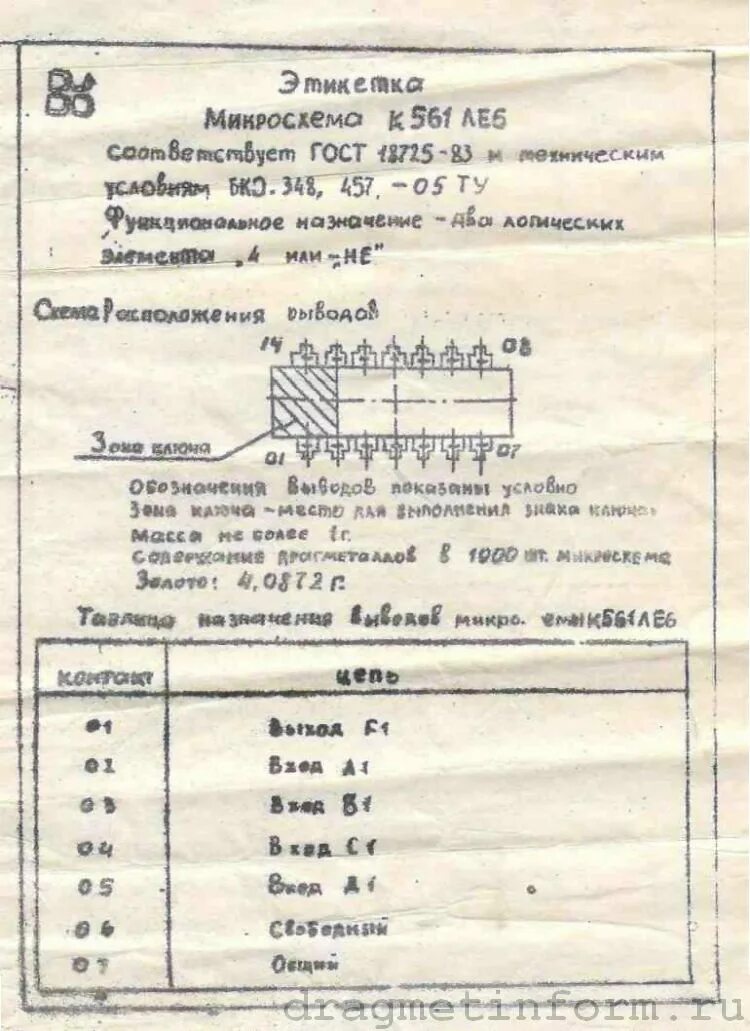 Этикетка
Микросхема К561ЛЕ6
соответствует ГОСТ 18725-83 и техническим
условиям БКО.348, 457, -05 ТУ
Функциональное назначение - два логических
элемента „4 или-„НЕ"
Схема Расположения выводов
14 08
Зона ключа 01 07
Обозначения выводов показаны условно
Зона ключа - место для выполнения знака ключа
Масса не более 1г.
Содержание драгметаллов в 1000 шт. микросхема
Золото: 4,0872 г.
Таблица назначения выводов микро. К561ЛЕ6
контакт цепь
01 Выход F1
02 Вход А1
03 Вход В1
04 Вход С1
05 Вход Д1
06 Свободный
07 Общий
dragmetinform.ru